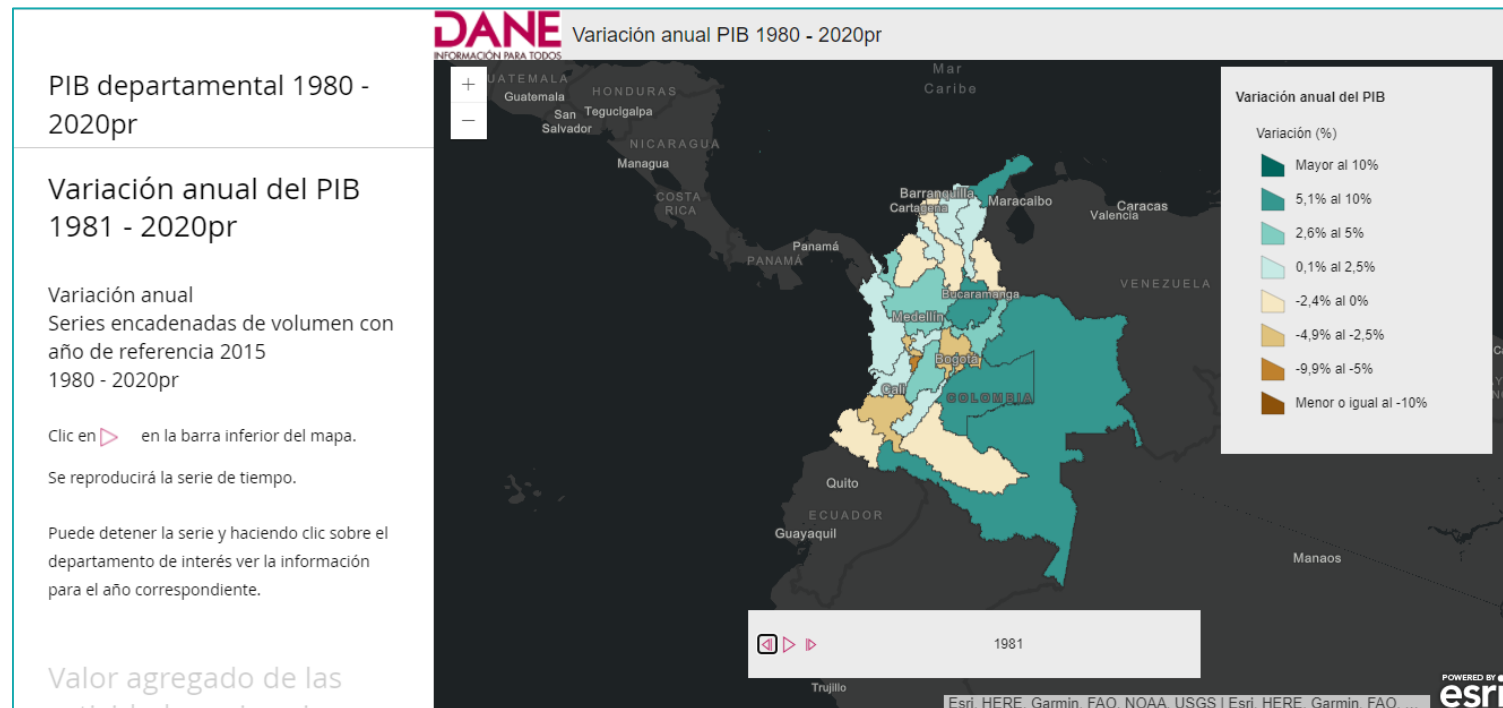 PIB departamental 1980 -
2020pr
Variación anual del PIB
1981 - 2020pr
Variación anual
Series encadenadas de volumen con
año de referencia 2015
1980 - 2020pr
Clic en en la barra inferior del mapa.
Se reproducirá la serie de tiempo.
Puede detener la serie y haciendo clic sobre el
departamento de interés ver la información
para el año correspondiente.
Valor agregado de las
DANE
INFORMACIÓN PARA TODOS
Variación anual PIB 1980 - 2020pr
+
−
Mar
Caribe
HONDURAS
Guatemala
Tegucigalpa
San
Salvador
NICARAGUA
Managua
COSTA
RICA
Panamá
PANAMÁ
Barranquilla
Cartagena
Maracaibo
Caracas
Valencia
VENEZUELA
Bucaramanga
Medellín
Bogotá
Cali
COLOMBIA
Quito
ECUADOR
Guayaquil
Manaos
Trujillo
Variación anual del PIB
Variación (%)
Mayor al 10%
5,1% al 10%
2,6% al 5%
0,1% al 2,5%
-2,4% al 0%
-4,9% al -2,5%
-9,9% al -5%
Menor o igual al -10%
1981
Esri, HERE, Garmin, FAO, NOAA, USGS | Esri, HERE, Garmin, FAO, ...
POWERED BY
esri